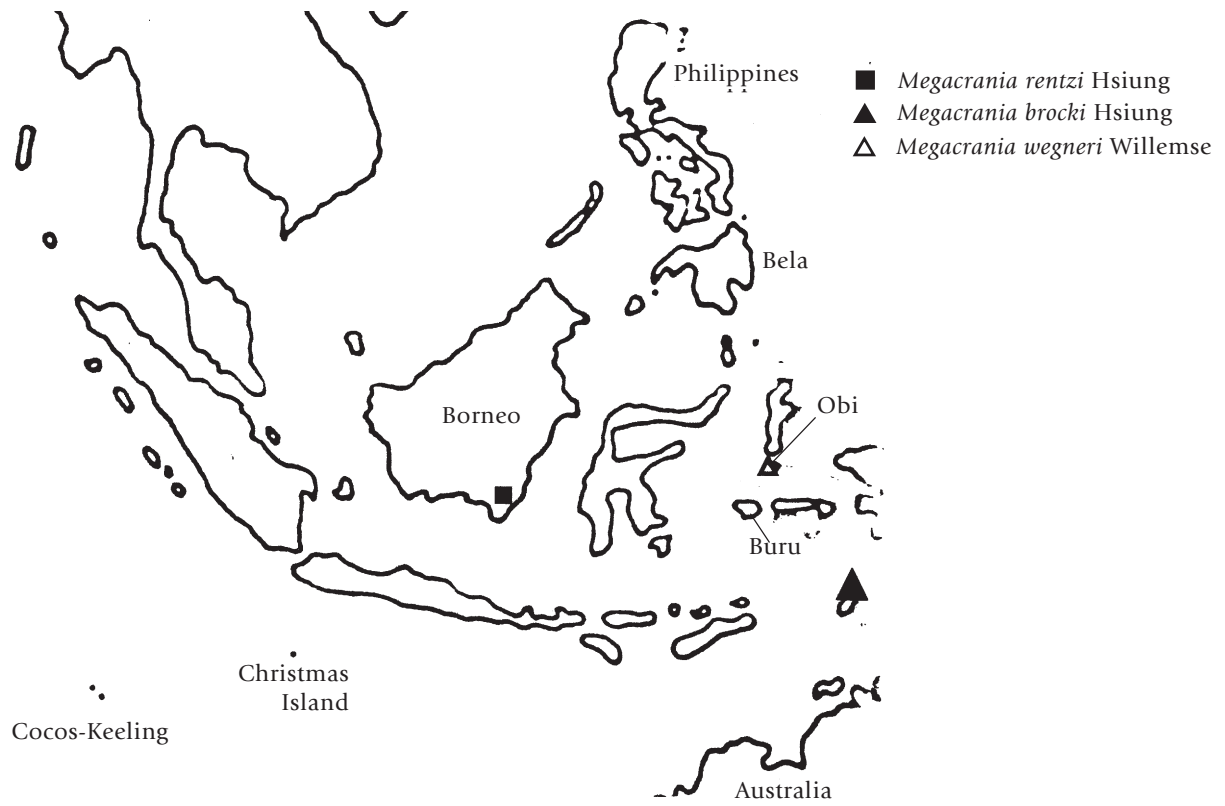 Philippines
Megacrania rentzi Hsiung
Megacrania brocki Hsiung
Megacrania wegneri Willemse
Bela
Obi
Borneo
Buru
Christmas
Island
Cocos-Keeling
Australia